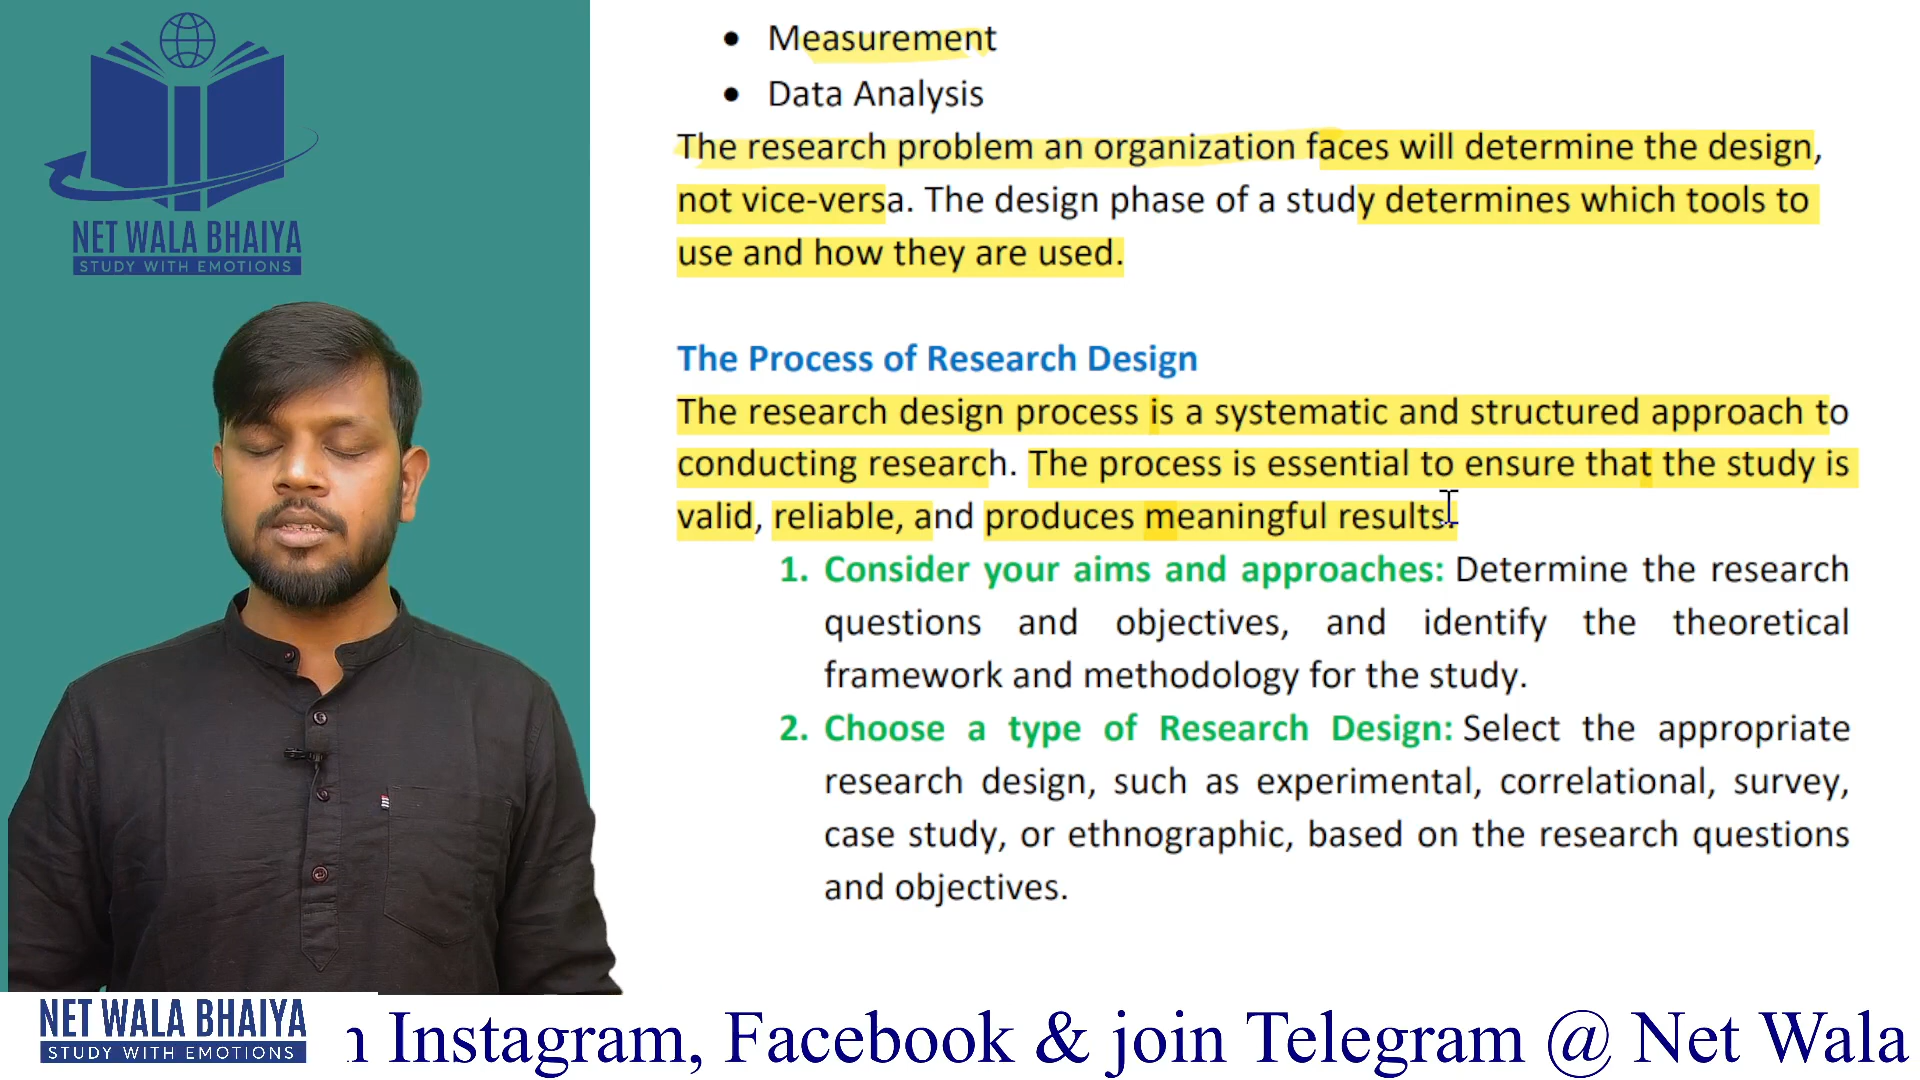 NET WALA BHAIYA
STUDY WITH EMOTIONS
• Measurement
• Data Analysis
The research problem an organization faces will determine the design,
not vice-versa. The design phase of a study determines which tools to
use and how they are used.
The Process of Research Design
The research design process is a systematic and structured approach to
conducting research. The process is essential to ensure that the study is
valid, reliable, and produces meaningful results.
1. Consider your aims and approaches: Determine the research
questions and objectives, and identify the theoretical
framework and methodology for the study.
2. Choose a type of Research Design: Select the appropriate
research design, such as experimental, correlational, survey,
case study, or ethnographic, based on the research questions
and objectives.
NET WALA BHAIYA
STUDY WITH EMOTIONS
Instagram, Facebook & join Telegram @ Net Wala